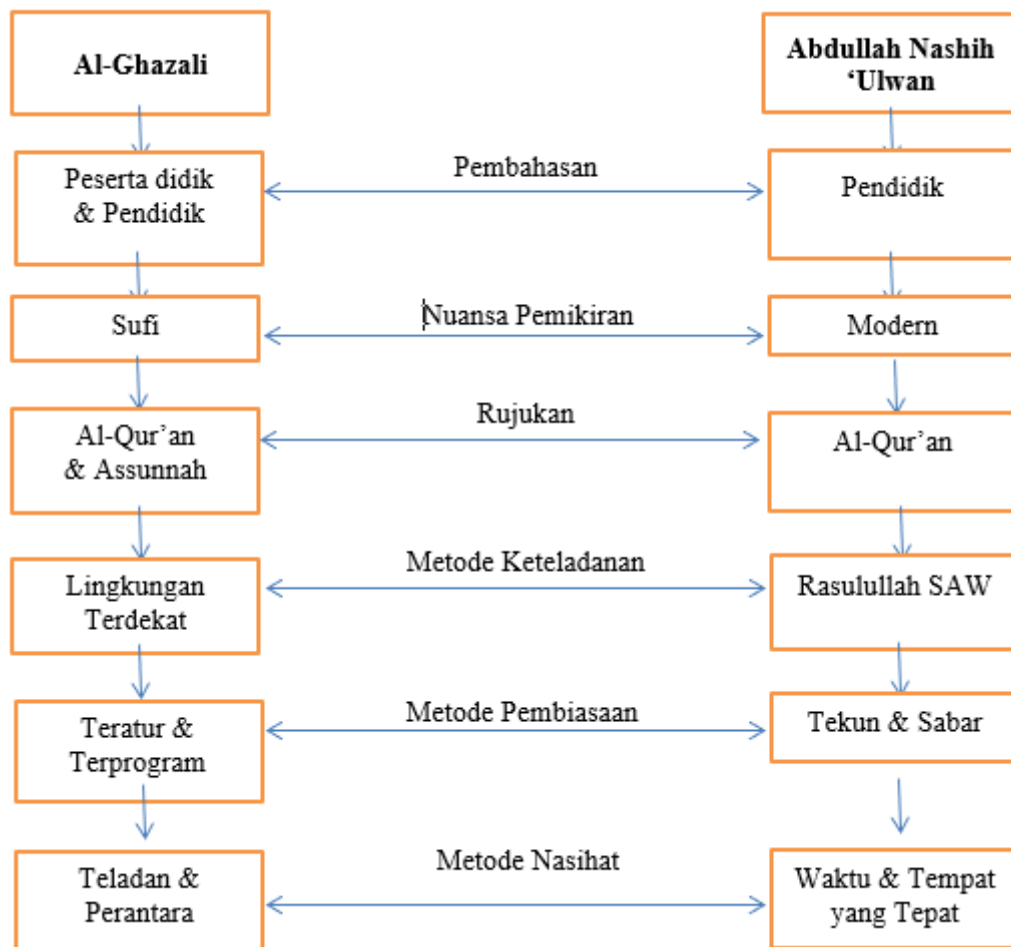 Al-Ghazali
Abdullah Nashih
‘Ulwan
Peserta didik
& Pendidik
Pembahasan
Pendidik
Sufi
Nuansa Pemikiran
Modern
Al-Qur’an
& Assunnah
Rujukan
Al-Qur’an
Lingkungan
Terdekat
Metode Keteladanan
Rasulullah SAW
Teratur &
Terprogram
Metode Pembiasaan
Tekun & Sabar
Teladan &
Perantara
Metode Nasihat
Waktu & Tempat
yang Tepat